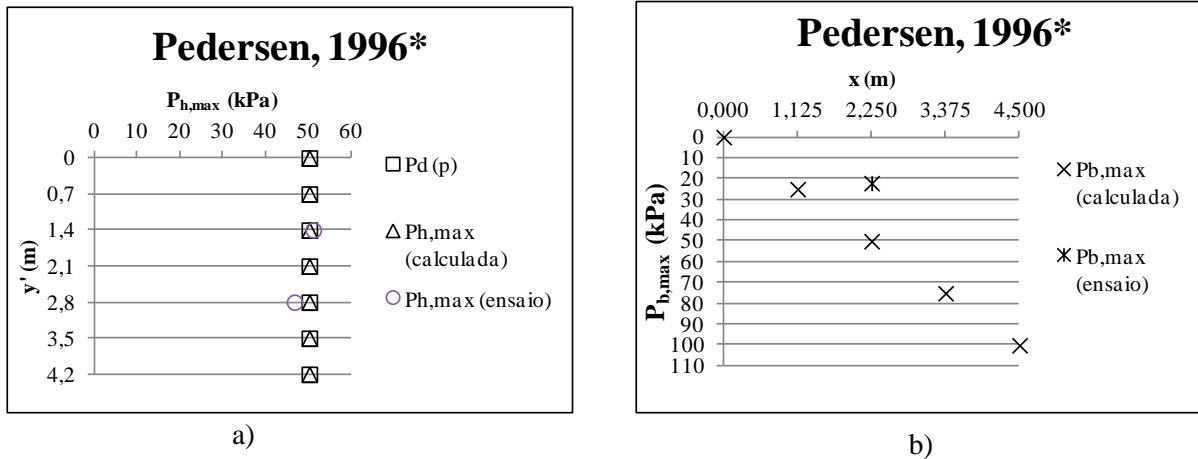 Pedersen, 1996*
P_h,max (kPa)
0 10 20 30 40 50 60
0
0,7
1,4
2,1
2,8
3,5
4,2
y' (m)
Pd (p)
Ph,max
(calculada)
Ph,max (ensaio)
a)
Pedersen, 1996*
x (m)
0,000 1,125 2,250 3,375 4,500
0
10
20
30
40
50
60
70
80
90
100
110
P_b,max (kPa)
Pb,max
(calculada)
Pb,max
(ensaio)
b)